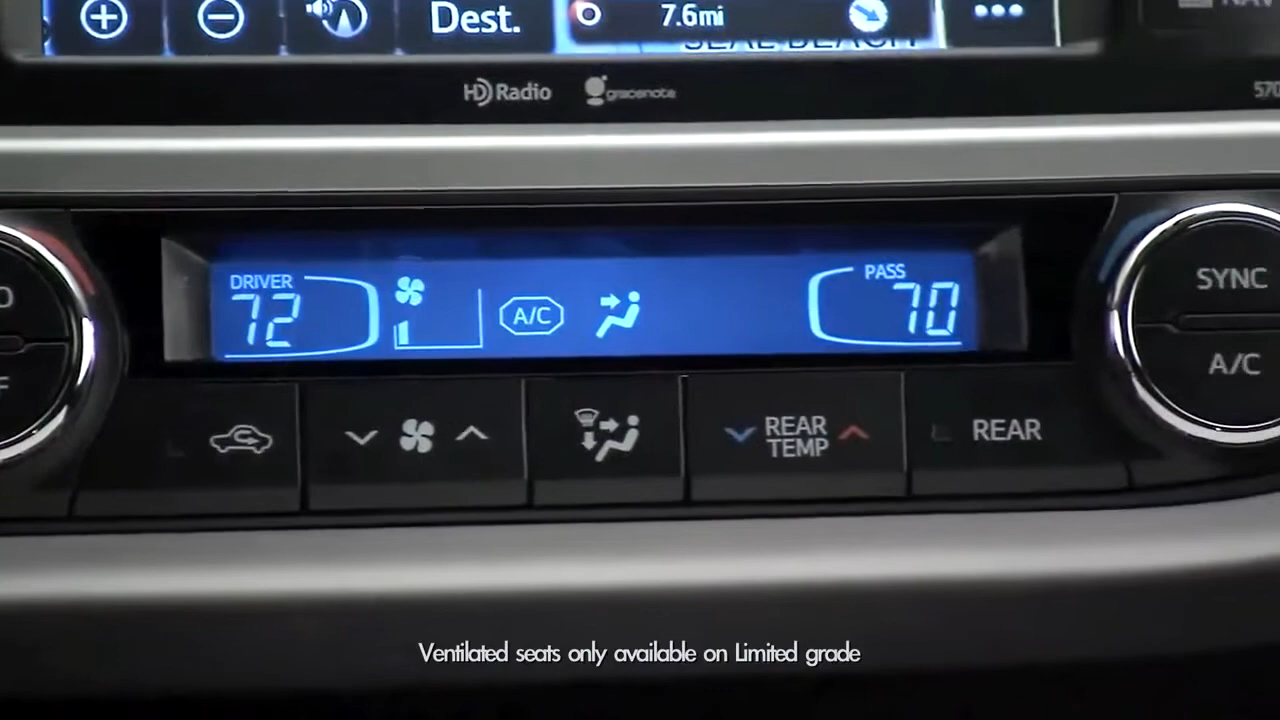 Dest.
7.6mi
SEAL BEACH
HD Radio
gracenote
570
DRIVER
72
A/C
PASS
70
SYNC
A/C
REAR
TEMP
REAR
Ventilated seats only available on Limited grade